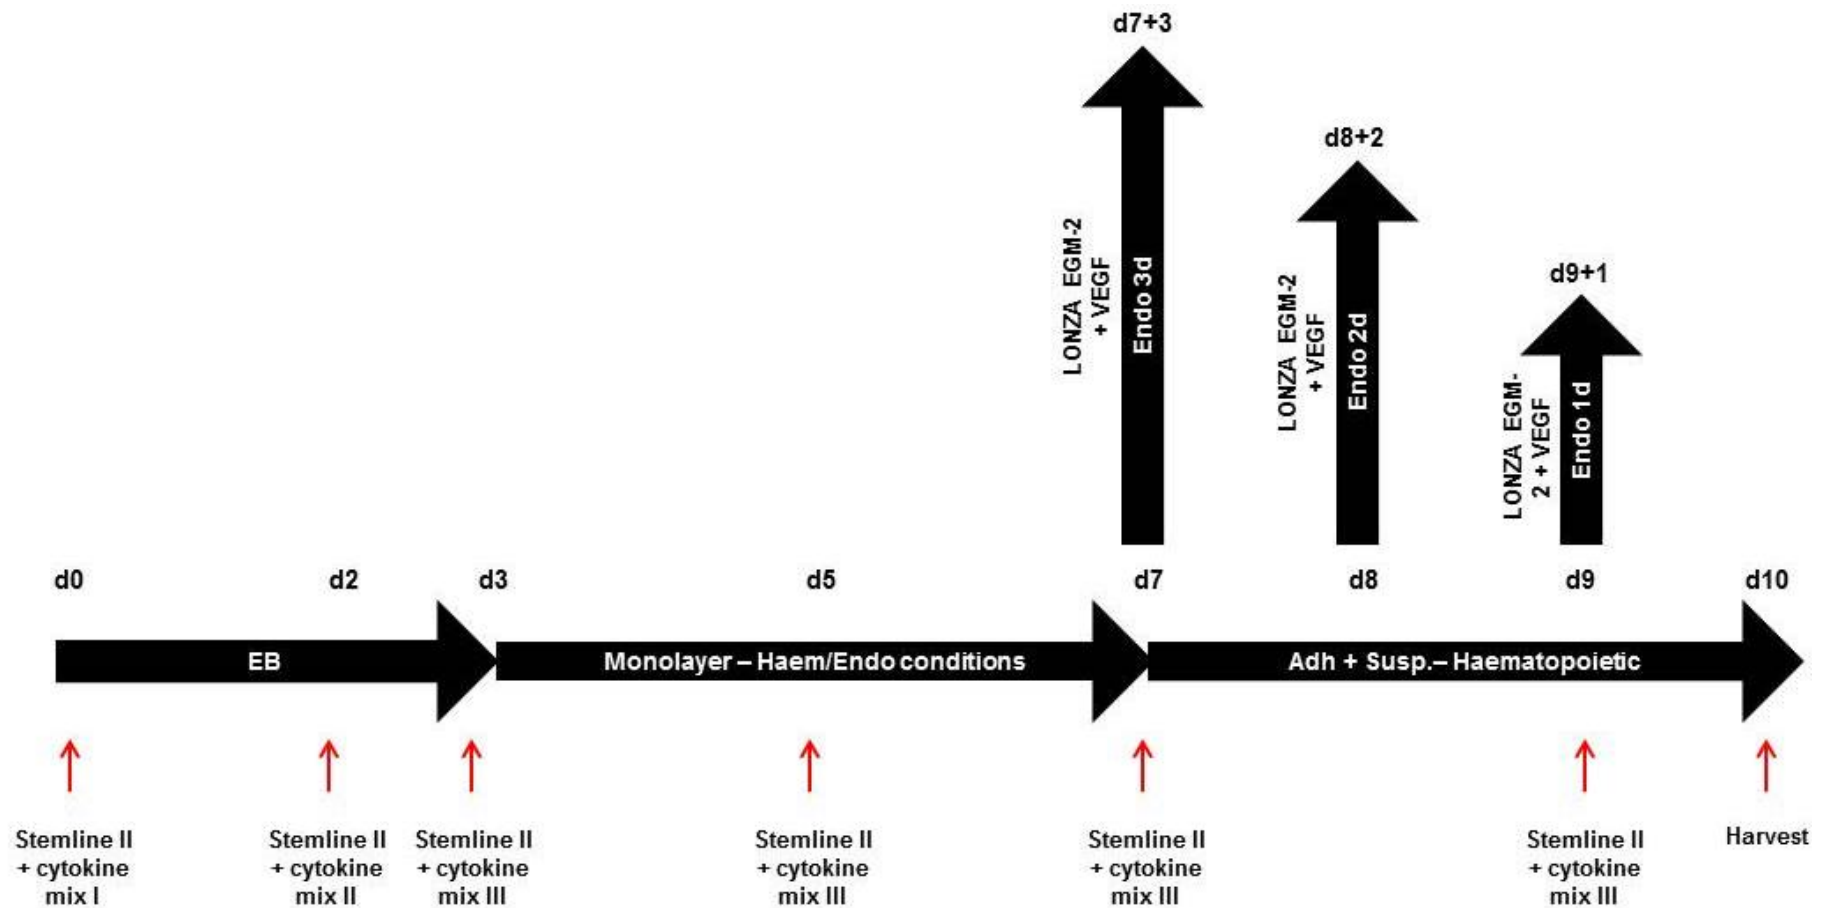 d7+3
LONZA EGM-2
+ VEGF
Endo 3d
d8+2
LONZA EGM-2
+ VEGF
Endo 2d
d9+1
LONZA EGM-
2 + VEGF
Endo 1d
d0
d2
d3
d5
d7
d8
d9
d10
EB
Monolayer – Haem/Endo conditions
Adh + Susp.– Haematopoietic
Stemline II
+ cytokine
mix I
Stemline II
+ cytokine
mix II
Stemline II
+ cytokine
mix III
Stemline II
+ cytokine
mix III
Stemline II
+ cytokine
mix III
Stemline II
+ cytokine
mix III
Harvest